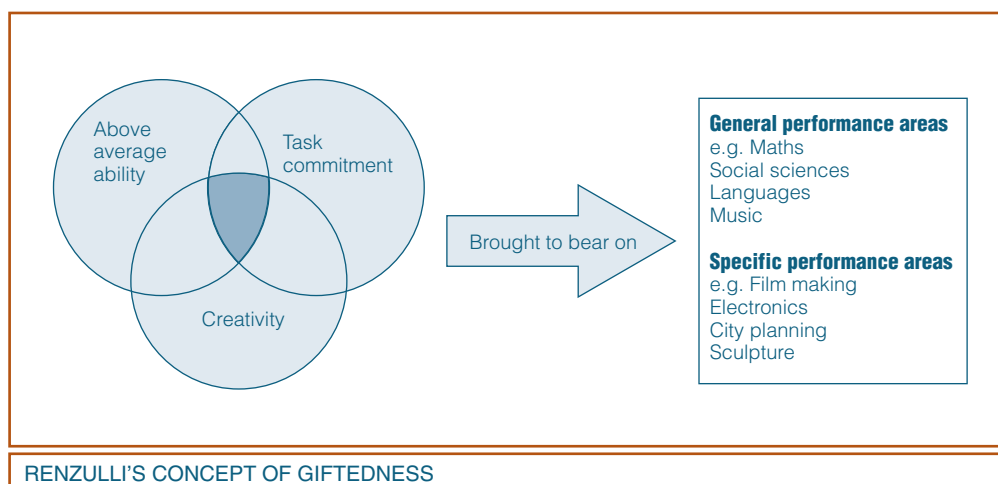 Above
average
ability
Task
commitment
Creativity
Brought to bear on
General performance areas
e.g. Maths
Social sciences
Languages
Music
Specific performance areas
e.g. Film making
Electronics
City planning
Sculpture
RENZULLI’S CONCEPT OF GIFTEDNESS